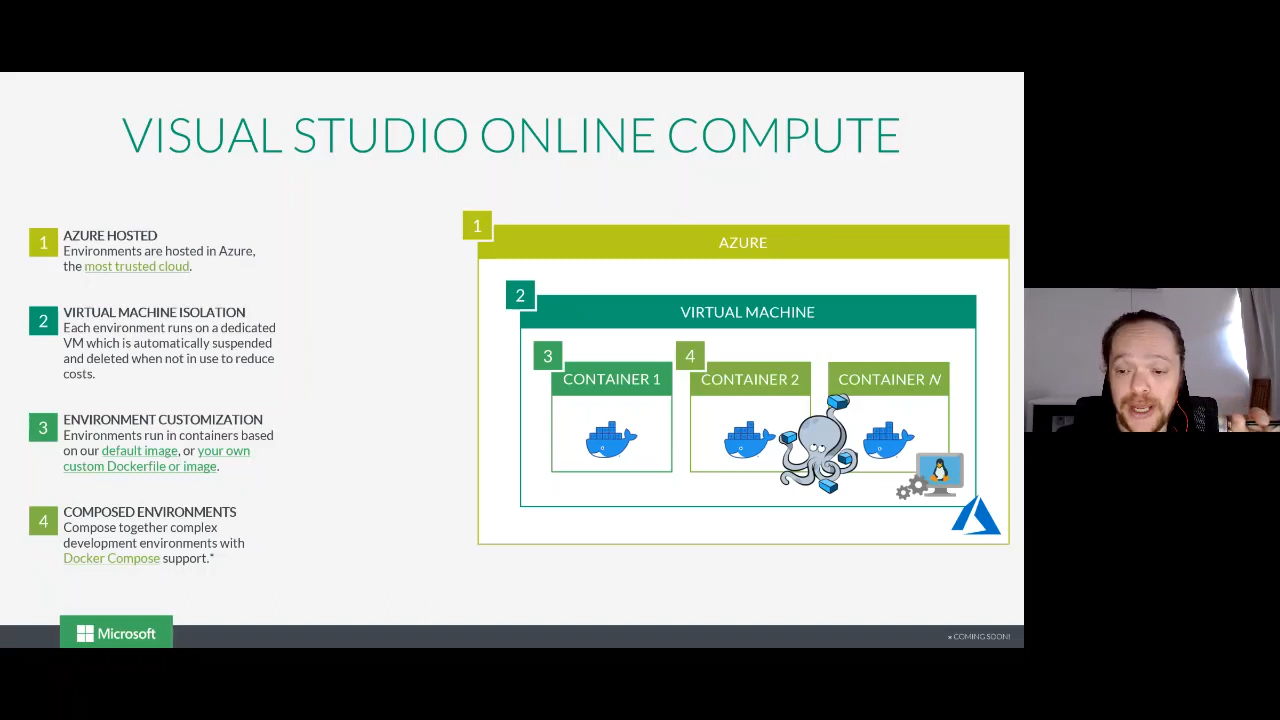 VISUAL STUDIO ONLINE COMPUTE
1
AZURE HOSTED
Environments are hosted in Azure,
the most trusted cloud.
2
VIRTUAL MACHINE ISOLATION
Each environment runs on a dedicated
VM which is automatically suspended
and deleted when not in use to reduce
costs.
3
ENVIRONMENT CUSTOMIZATION
Environments run in containers based
on our default image, or your own
custom Dockerfile or image.
4
COMPOSED ENVIRONMENTS
Compose together complex
development environments with
Docker Compose support.*
1
AZURE
2
VIRTUAL MACHINE
3
CONTAINER 1
4
CONTAINER 2
CONTAINER N
Microsoft
* COMING SOON!